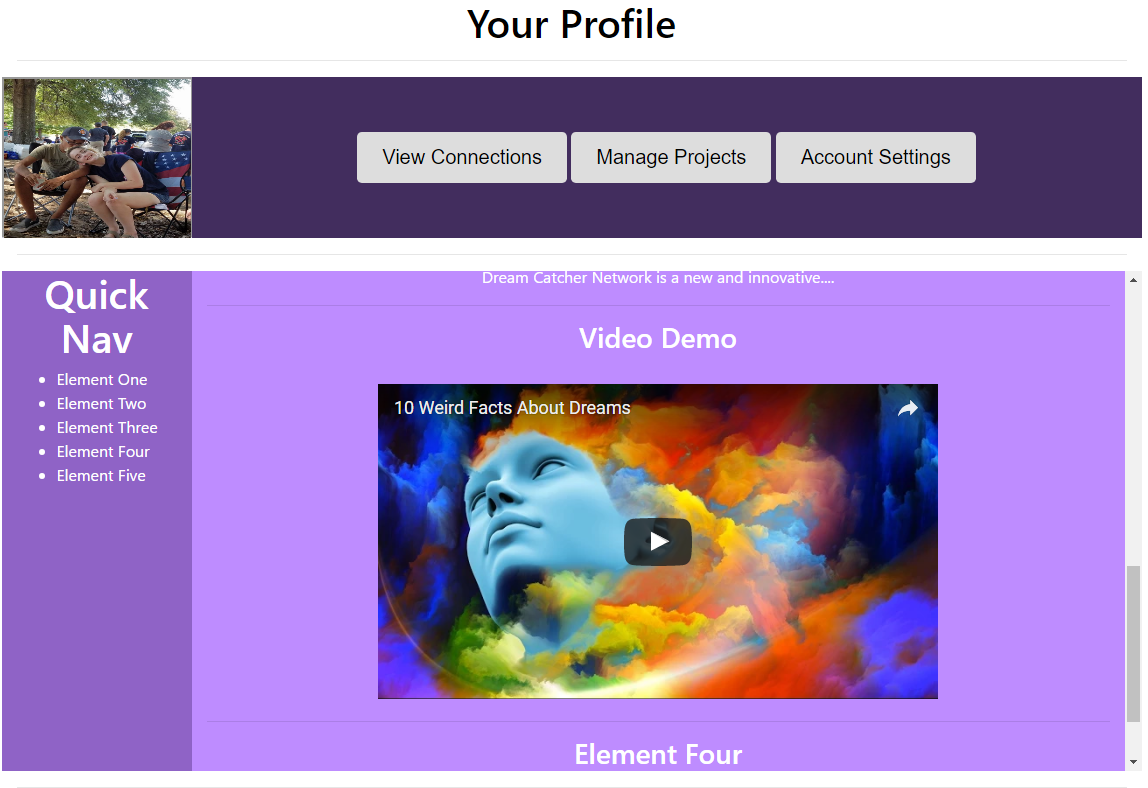 Your Profile
View Connections
Manage Projects
Account Settings
Quick
Nav
Element One
Element Two
Element Three
Element Four
Element Five
Dream Catcher Network is a new and innovative....
Video Demo
10 Weird Facts About Dreams
Element Four